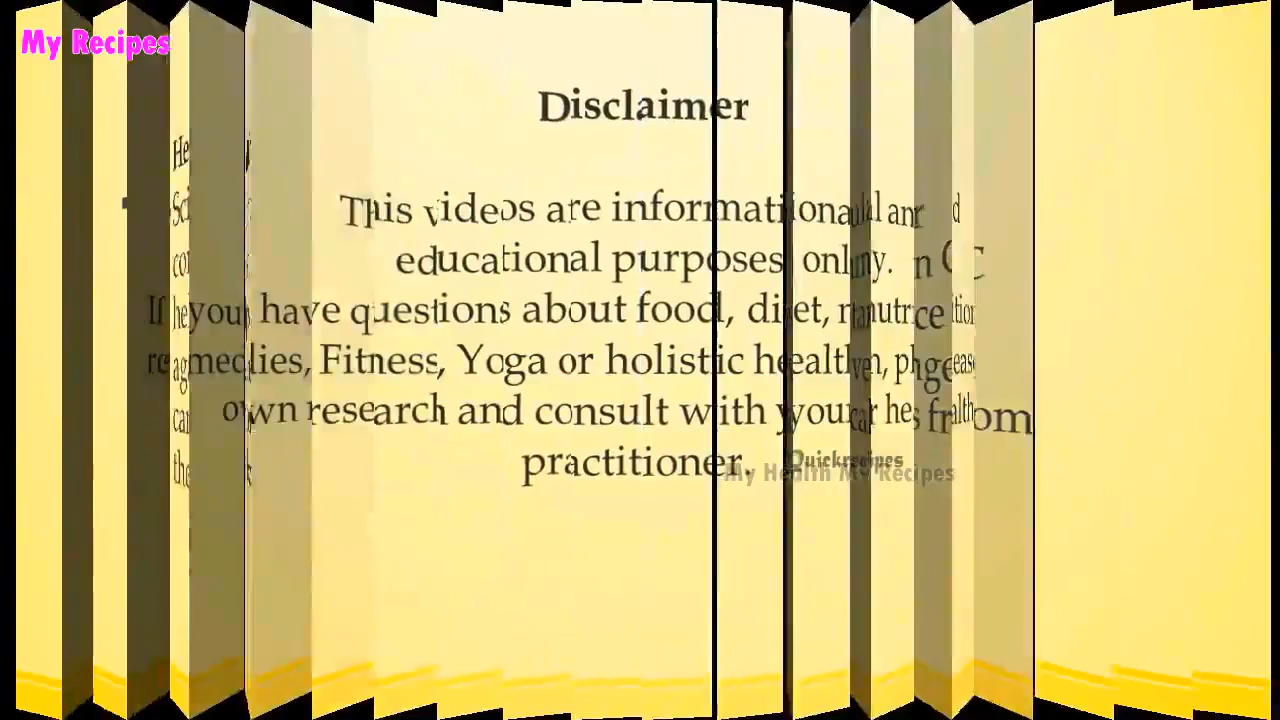 My Recipes
Disclaimer
This videos are informational and
educational purposes only.
If you have questions about food, diet, nutrition
remedies, Fitness, Yoga or holistic health, please
own research and consult with your health
practitioner.
Quickrecipes
My Health My Recipes